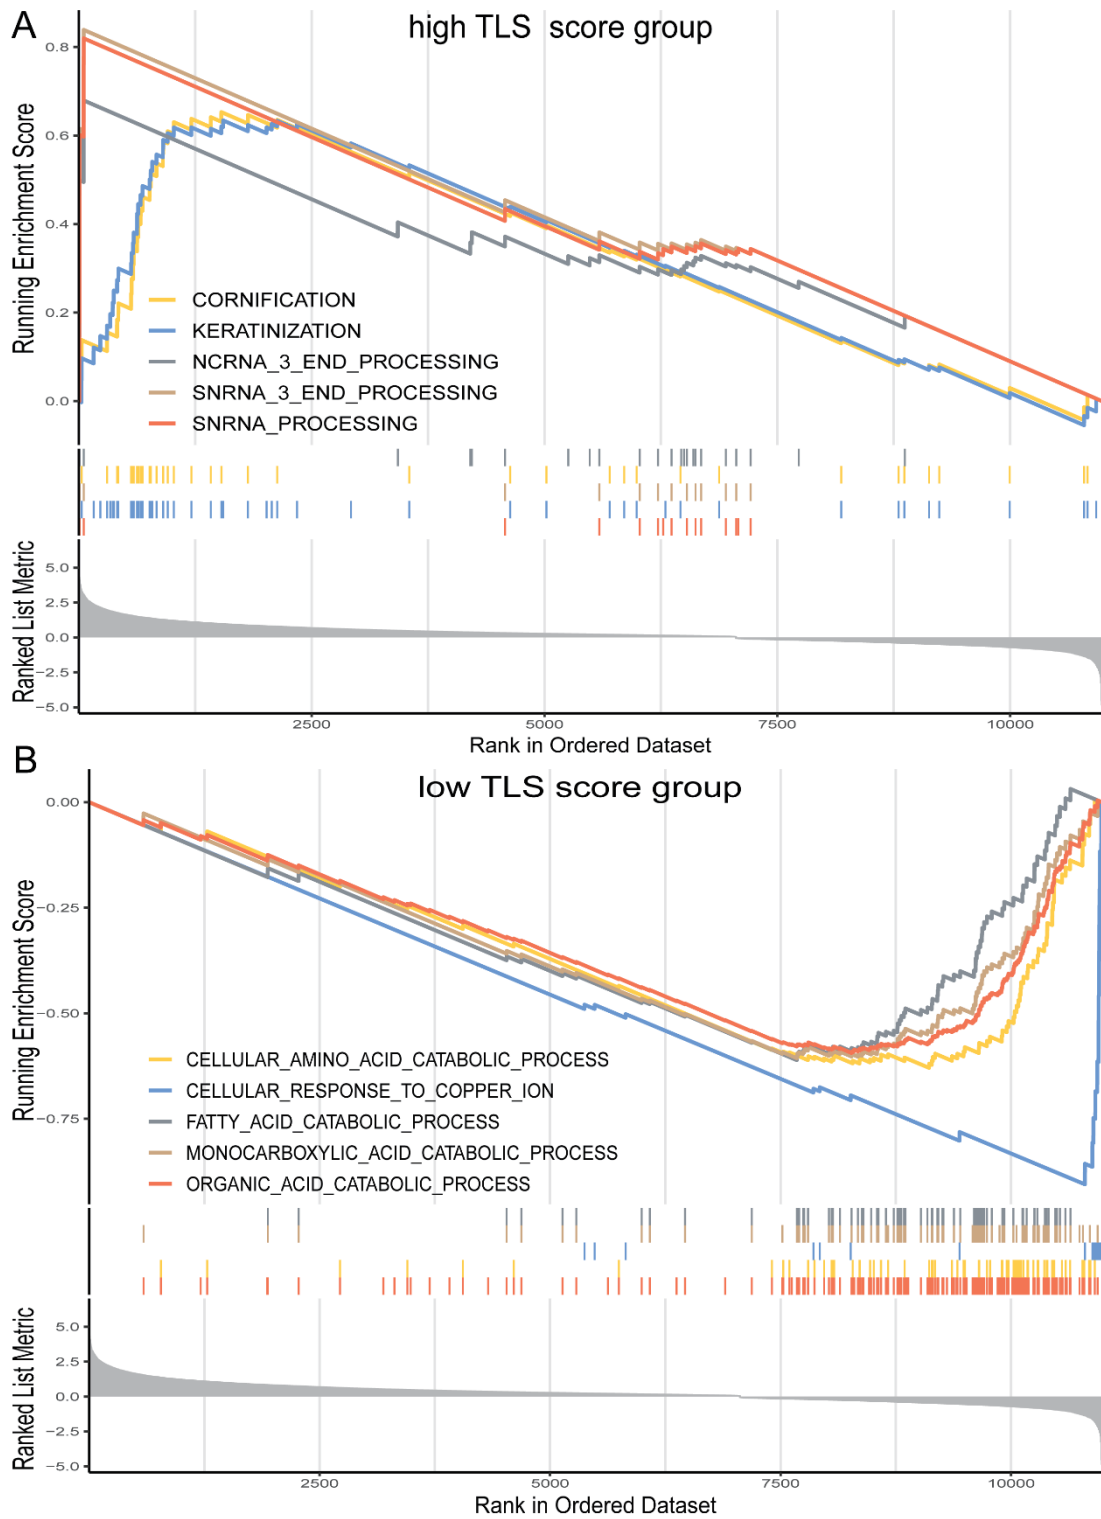 A
high TLS score group
Running Enrichment Score
0.8
0.6
0.4
0.2
0.0
CORNIFICATION
KERATINIZATION
NCRNA_3_END_PROCESSING
SNRNA_3_END_PROCESSING
SNRNA_PROCESSING
Ranked List Metric
5.0
2.5
0.0
−2.5
−5.0
2500 5000 7500 10000
Rank in Ordered Dataset
B
low TLS score group
Running Enrichment Score
0.00
−0.25
−0.50
−0.75
CELLULAR_AMINO_ACID_CATABOLIC_PROCESS
CELLULAR_RESPONSE_TO_COPPER_ION
FATTY_ACID_CATABOLIC_PROCESS
MONOCARBOXYLIC_ACID_CATABOLIC_PROCESS
ORGANIC_ACID_CATABOLIC_PROCESS
Ranked List Metric
5.0
2.5
0.0
−2.5
−5.0
2500 5000 7500 10000
Rank in Ordered Dataset